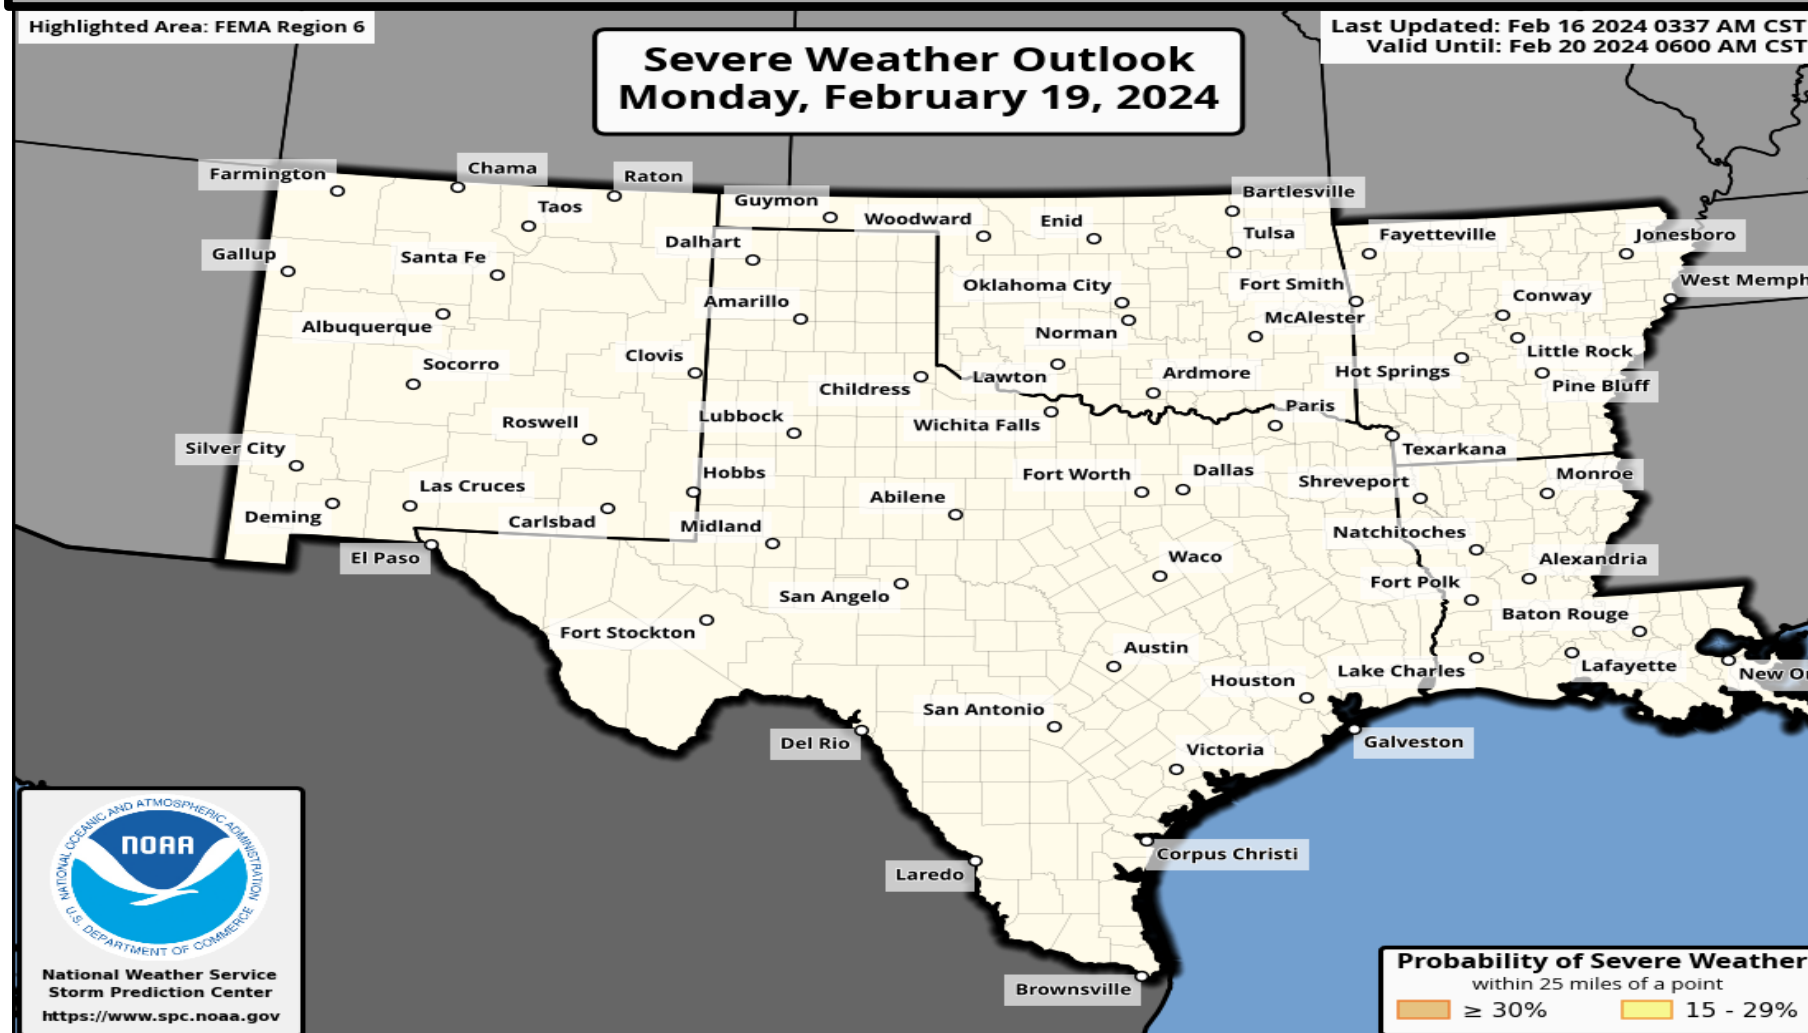 Highlighted Area: FEMA Region 6
Last Updated: Feb 16 2024 0337 AM CST
Valid Until: Feb 20 2024 0600 AM CST
Severe Weather Outlook
Monday, February 19, 2024
Farmington
Chama
Raton
Taos
Guymon
Woodward
Enid
Bartlesville
Tulsa
Fayetteville
Jonesboro
Gallup
Santa Fe
Dalhart
Oklahoma City
Fort Smith
Conway
West Memph
Albuquerque
Amarillo
Norman
McAlester
Little Rock
Socorro
Clovis
Childress
Lawton
Ardmore
Hot Springs
Pine Bluff
Roswell
Lubbock
Wichita Falls
Paris
Texarkana
Silver City
Las Cruces
Hobbs
Abilene
Fort Worth
Dallas
Shreveport
Monroe
Deming
Carlsbad
Midland
Natchitoches
El Paso
Waco
Alexandria
San Angelo
Fort Polk
Fort Stockton
Baton Rouge
Austin
Houston
Lake Charles
Lafayette
New Or
San Antonio
Del Rio
Victoria
Galveston
Laredo
Corpus Christi
Brownsville
NATIONAL OCEANIC AND ATMOSPHERIC ADMINISTRATION
NOAA
U.S. DEPARTMENT OF COMMERCE
National Weather Service
Storm Prediction Center
https://www.spc.noaa.gov
Probability of Severe Weather
within 25 miles of a point
≥ 30%
15 - 29%